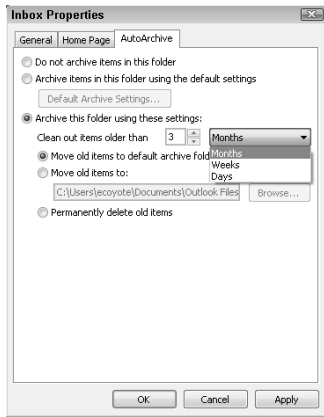 Inbox Properties
General Home Page AutoArchive
Do not archive items in this folder
Archive items in this folder using the default settings
Default Archive Settings...
Archive this folder using these settings:
Clean out items older than 3 Months
Move old items to default archive fold
Months
Weeks
Days
Move old items to:
C:\Users\ecoyote\Documents\Outlook Files Browse...
Permanently delete old items
OK Cancel Apply